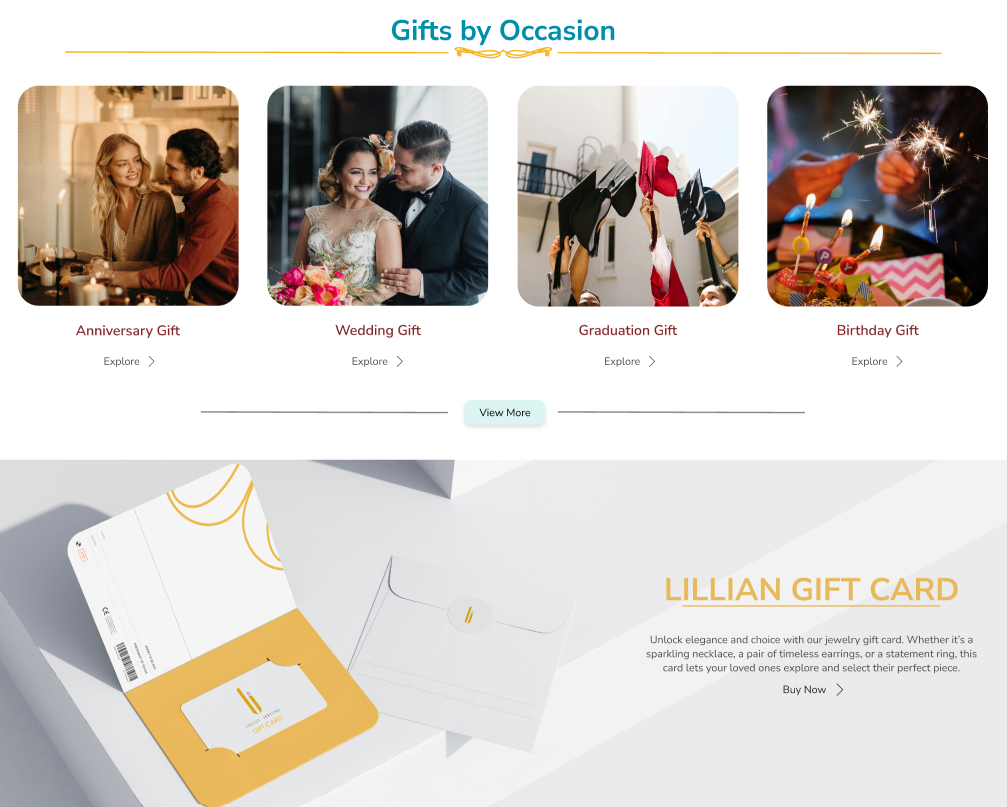 Gifts by Occasion
Anniversary Gift
Wedding Gift
Graduation Gift
Birthday Gift
Explore
Explore
Explore
Explore
View More
LILLIAN GIFT CARD
Unlock elegance and choice with our jewelry gift card. Whether it's a
sparkling necklace, a pair of timeless earrings, or a statement ring, this
card lets your loved ones explore and select their perfect piece.
Buy Now
GIFT CARD